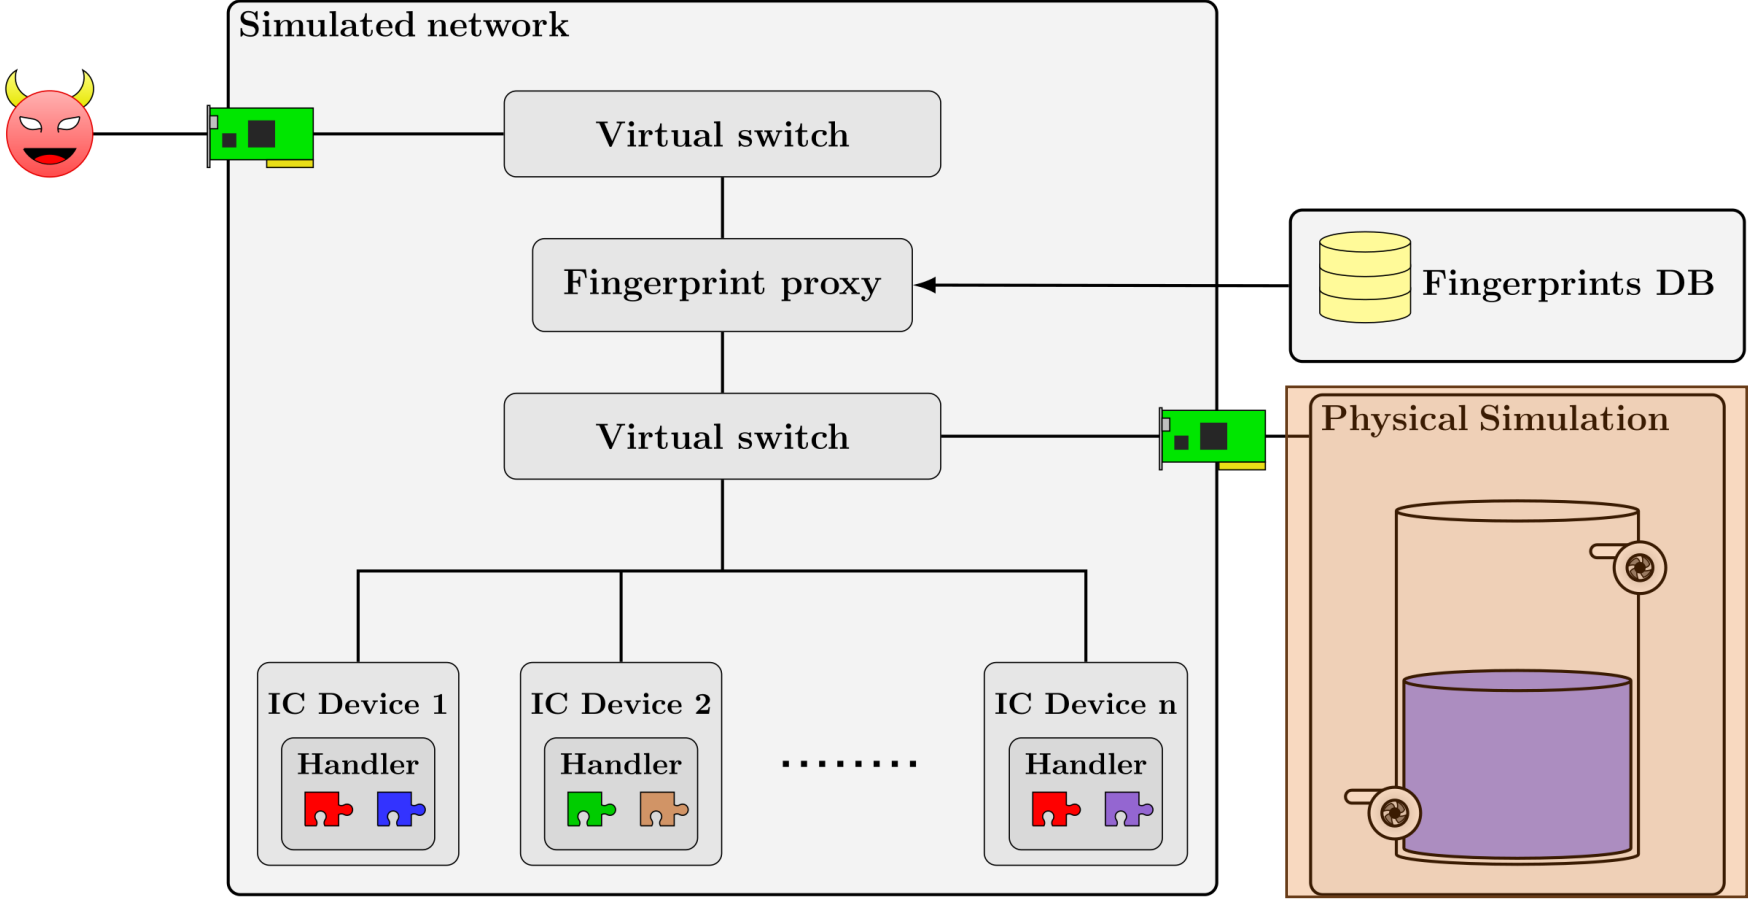 Simulated network
Virtual switch
Fingerprint proxy
Fingerprints DB
Virtual switch
Physical Simulation
IC Device 1
IC Device 2
IC Device n
Handler
Handler
........
Handler